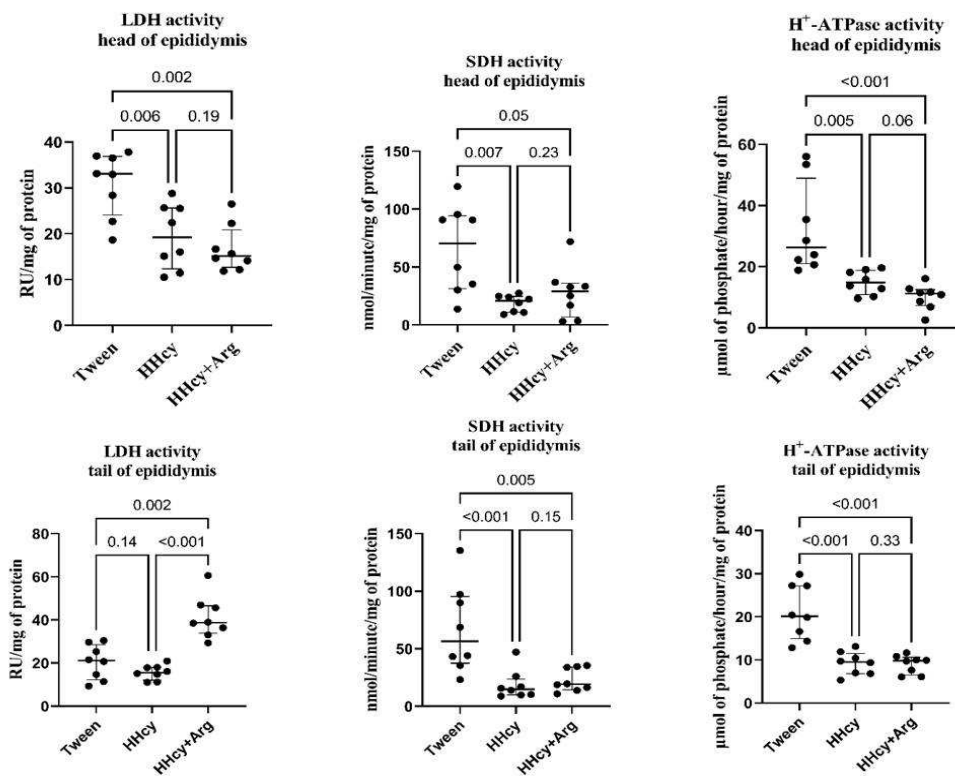 LDH activity
head of epididymis
0.002
0.006
0.19
40
30
20
10
0
RU/mg of protein
Tween
HHcy
HHcy+Arg
SDH activity
head of epididymis
0.05
0.007
0.23
150
100
50
0
nmol/minute/mg of protein
Tween
HHcy
HHcy+Arg
H⁺-ATPase activity
head of epididymis
<0.001
0.005
0.06
60
40
20
0
µmol of phosphate/hour/mg of protein
Tween
HHcy
HHcy+Arg
LDH activity
tail of epididymis
0.002
0.14
<0.001
80
60
40
20
0
RU/mg of protein
Tween
HHcy
HHcy+Arg
SDH activity
tail of epididymis
0.005
<0.001
0.15
150
100
50
0
nmol/minute/mg of protein
Tween
HHcy
HHcy+Arg
H⁺-ATPase activity
tail of epididymis
<0.001
<0.001
0.33
40
30
20
10
0
µmol of phosphate/hour/mg of protein
Tween
HHcy
HHcy+Arg